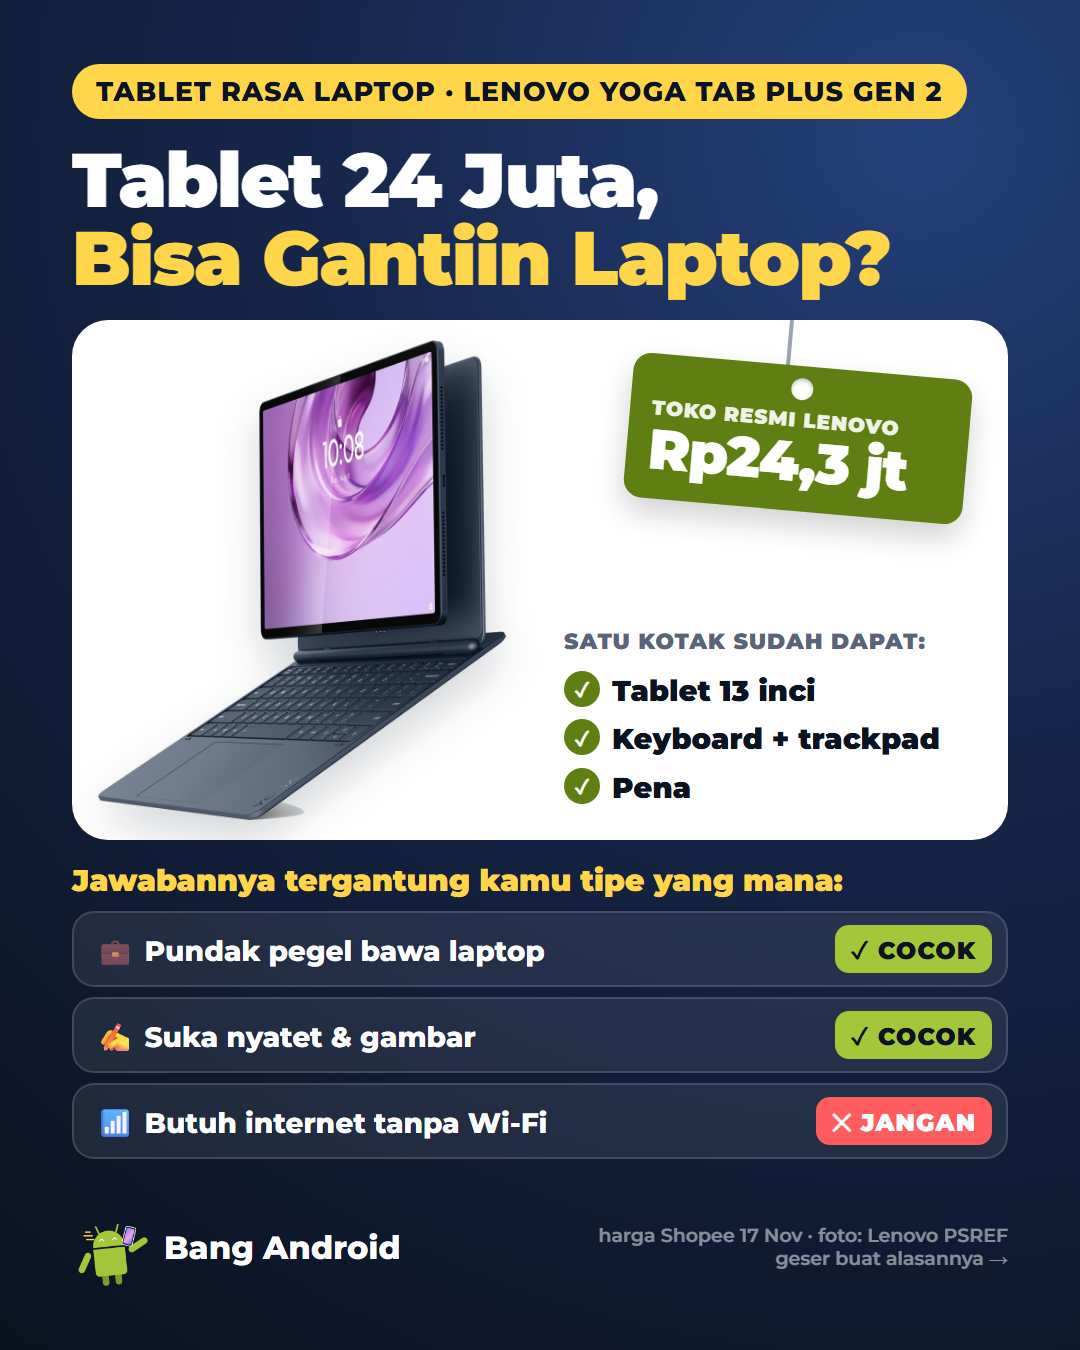 TABLET RASA LAPTOP · LENOVO YOGA TAB PLUS GEN 2
Tablet 24 Juta,
Bisa Gantiin Laptop?
10:08
TOKO RESMI LENOVO
Rp24,3 jt
SATU KOTAK SUDAH DAPAT:
✓ Tablet 13 inci
✓ Keyboard + trackpad
✓ Pena
Jawabannya tergantung kamu tipe yang mana:
Pundak pegel bawa laptop
✓ COCOK
Suka nyatet & gambar
✓ COCOK
Butuh internet tanpa Wi-Fi
✕ JANGAN
Bang Android
harga Shopee 17 Nov · foto: Lenovo PSREF
geser buat alasannya →